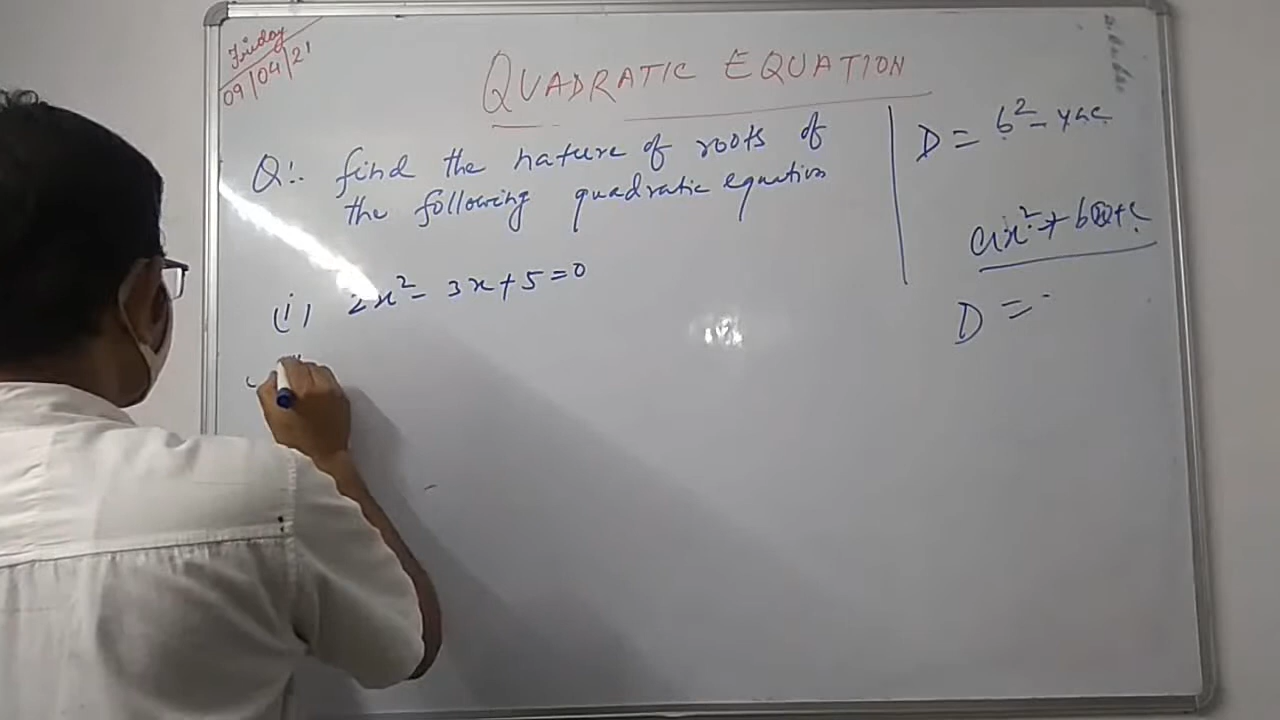 Friday
09/04/21
QUADRATIC EQUATION
Q:. find the nature of roots of
the following quadratic equation
(i) 2x² - 3x + 5 = 0
D = b² - 4ac
ax² + bx + c
D =